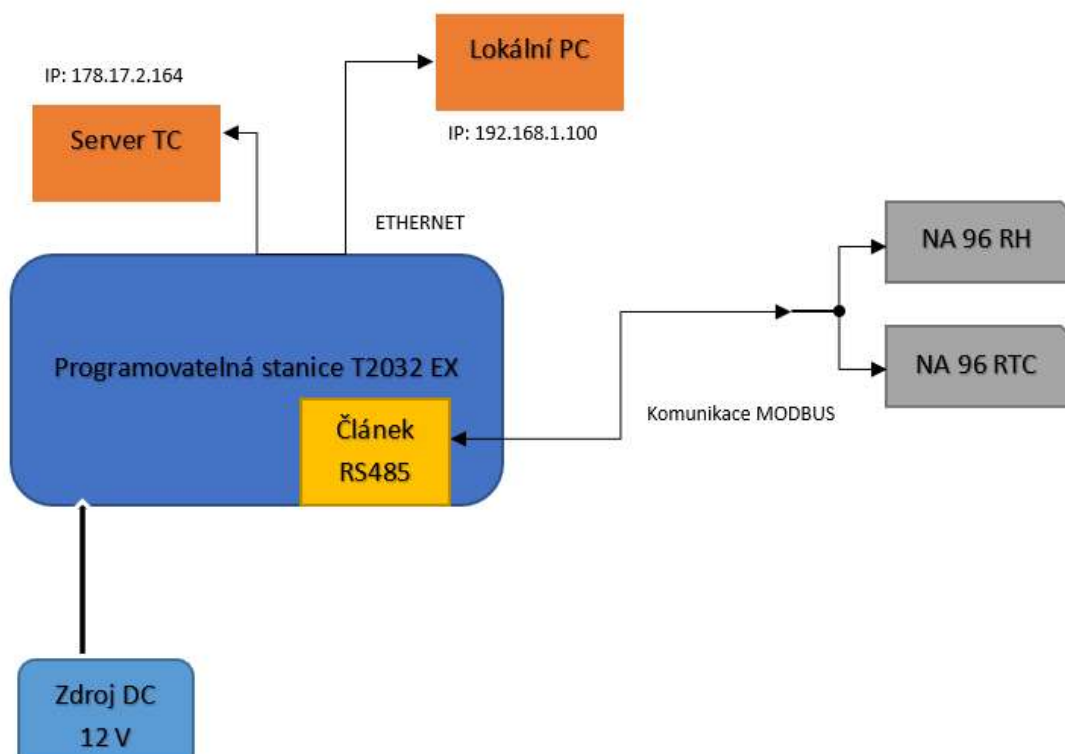 Lokální PC
IP: 178.17.2.164
Server TC
IP: 192.168.1.100
ETHERNET
NA 96 RH
Programovatelná stanice T2032 EX
NA 96 RTC
Článek
RS485
Komunikace MODBUS
Zdroj DC
12 V